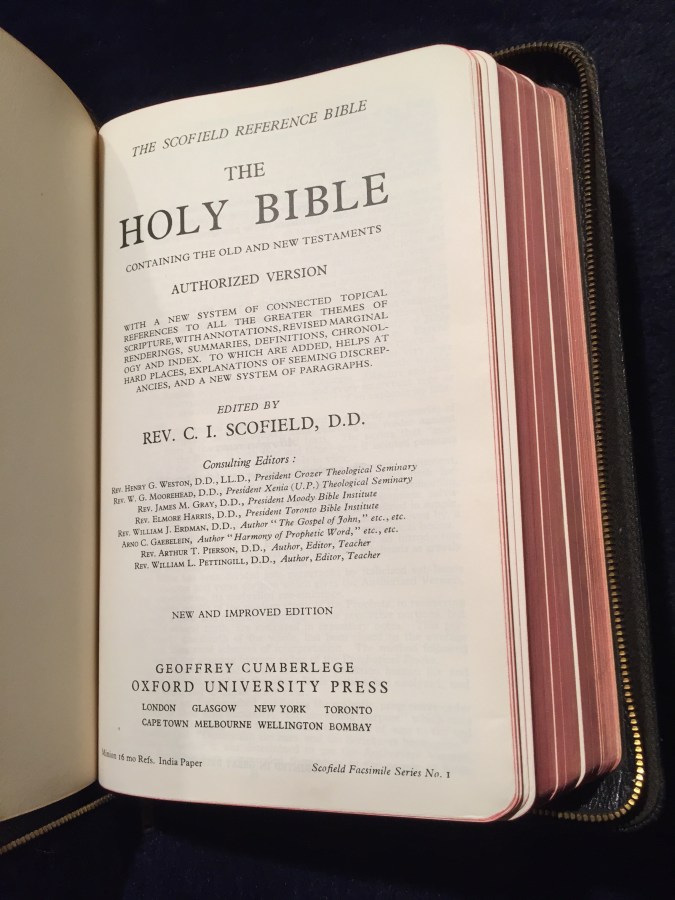 THE SCOFIELD REFERENCE BIBLE
THE
HOLY BIBLE
CONTAINING THE OLD AND NEW TESTAMENTS
AUTHORIZED VERSION
WITH A NEW SYSTEM OF CONNECTED TOPICAL
REFERENCES TO ALL THE GREATER THEMES OF
SCRIPTURE, WITH ANNOTATIONS, REVISED MARGINAL
RENDERINGS, SUMMARIES, DEFINITIONS, CHRONOL-
OGY AND INDEX. TO WHICH ARE ADDED, HELPS AT
HARD PLACES, EXPLANATIONS OF SEEMING DISCREP-
ANCIES, AND A NEW SYSTEM OF PARAGRAPHS.
EDITED BY
REV. C. I. SCOFIELD, D.D.
Consulting Editors :
REV. HENRY G. WESTON, D.D., LL.D., President Crozer Theological Seminary
REV. W. G. MOOREHEAD, D.D., President Xenia (U.P.) Theological Seminary
REV. JAMES M. GRAY, D.D., President Moody Bible Institute
REV. ELMORE HARRIS, D.D., President Toronto Bible Institute
REV. WILLIAM J. ERDMAN, D.D., Author "The Gospel of John," etc., etc.
ARNO C. GAEBELEIN, Author "Harmony of Prophetic Word," etc., etc.
REV. ARTHUR T. PIERSON, D.D., Author, Editor, Teacher
REV. WILLIAM L. PETTINGILL, D.D., Author, Editor, Teacher
NEW AND IMPROVED EDITION
GEOFFREY CUMBERLEGE
OXFORD UNIVERSITY PRESS
LONDON GLASGOW NEW YORK TORONTO
CAPE TOWN MELBOURNE WELLINGTON BOMBAY
16 mo Refs. India Paper
Scofield Facsimile Series No. 1